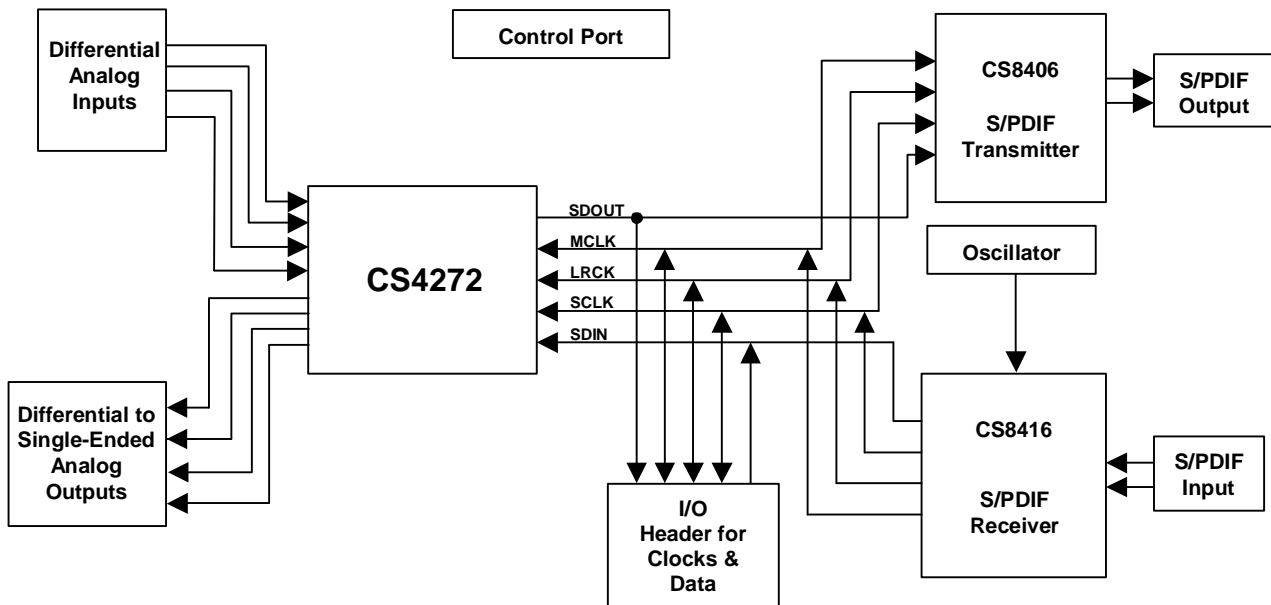 Differential
Analog
Inputs
Control Port
CS8406
S/PDIF
Transmitter
S/PDIF
Output
CS4272
SDOUT
MCLK
LRCK
SCLK
SDIN
Oscillator
Differential to
Single-Ended
Analog
Outputs
I/O
Header for
Clocks &
Data
CS8416
S/PDIF
Receiver
S/PDIF
Input